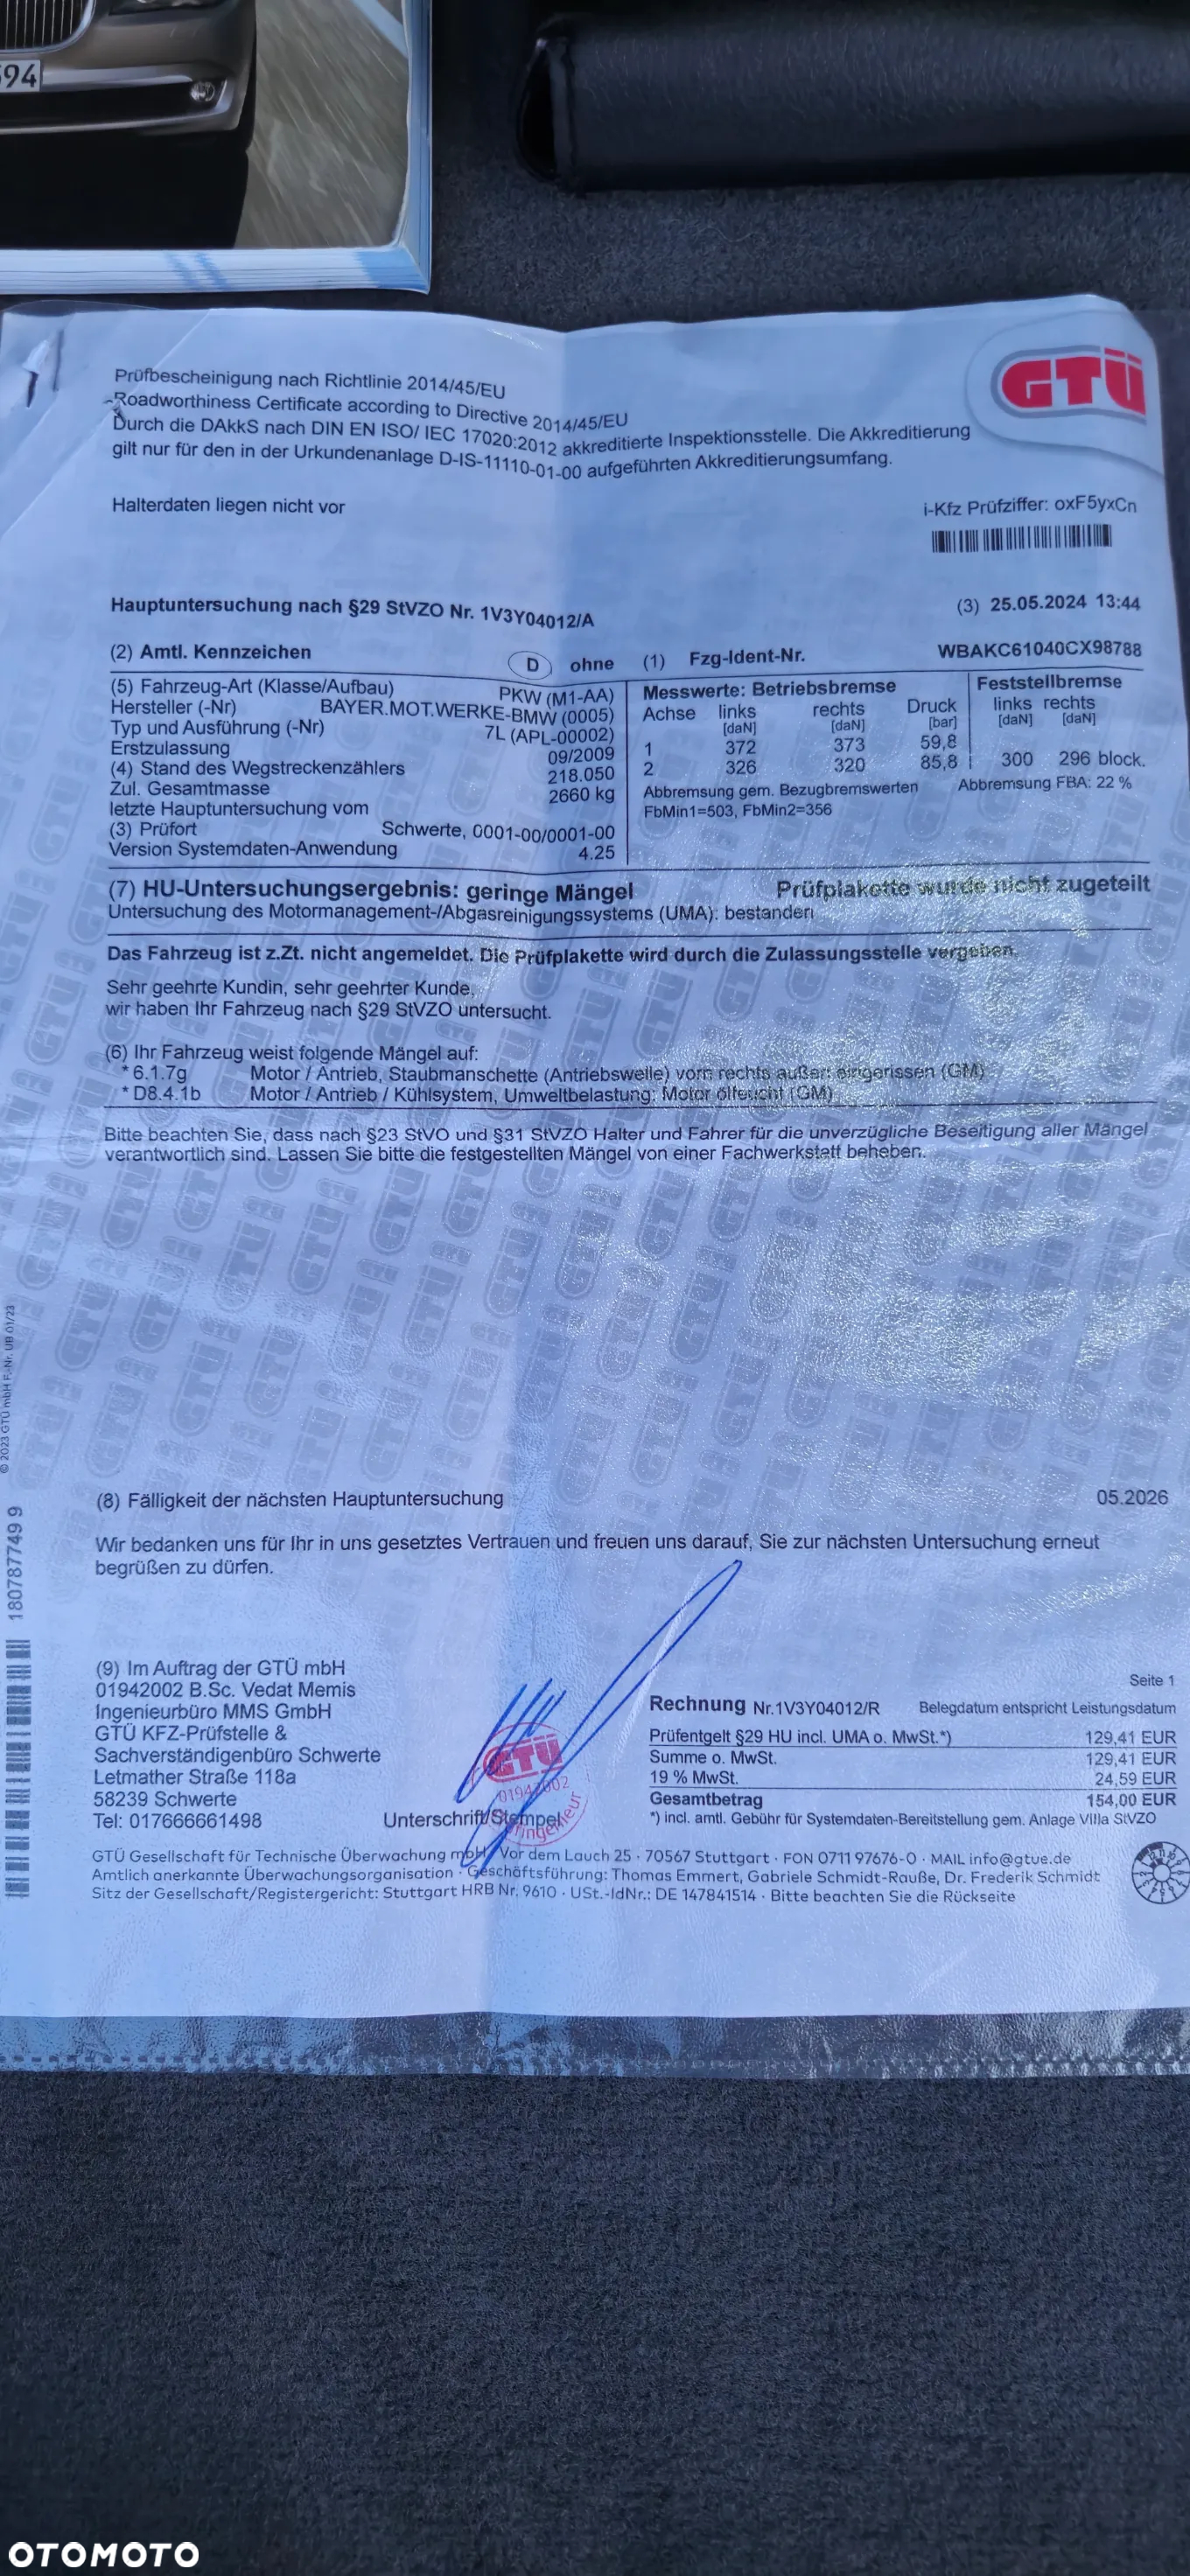 594
GTÜ
Prüfbescheinigung nach Richtlinie 2014/45/EU
Roadworthiness Certificate according to Directive 2014/45/EU
Durch die DAkkS nach DIN EN ISO/ IEC 17020:2012 akkreditierte Inspektionsstelle. Die Akkreditierung
gilt nur für den in der Urkundenanlage D-IS-11110-01-00 aufgeführten Akkreditierungsumfang.
Halterdaten liegen nicht vor
i-Kfz Prüfziffer: oxF5yxCn
Hauptuntersuchung nach §29 StVZO Nr. 1V3Y04012/A (3) 25.05.2024 13:44
(2) Amtl. Kennzeichen D ohne (1) Fzg-Ident-Nr. WBAKC61040CX98788
(5) Fahrzeug-Art (Klasse/Aufbau) PKW (M1-AA)
Hersteller (-Nr) BAYER.MOT.WERKE-BMW (0005)
Typ und Ausführung (-Nr) 7L (APL-00002)
Erstzulassung 09/2009
(4) Stand des Wegstreckenzählers 218.050
Zul. Gesamtmasse 2660 kg
letzte Hauptuntersuchung vom
(3) Prüfort Schwerte, 0001-00/0001-00
Version Systemdaten-Anwendung 4.25
Messwerte: Betriebsbremse Feststellbremse
Achse links rechts Druck links rechts
[daN] [daN] [bar] [daN] [daN]
1 372 373 59,8
2 326 320 85,8 300 296 block.
Abbremsung gem. Bezugbremswerten Abbremsung FBA: 22 %
FbMin1=503, FbMin2=356
(7) HU-Untersuchungsergebnis: geringe Mängel Prüfplakette wurde nicht zugeteilt
Untersuchung des Motormanagement-/Abgasreinigungssystems (UMA): bestanden
Das Fahrzeug ist z.Zt. nicht angemeldet. Die Prüfplakette wird durch die Zulassungsstelle vergeben.
Sehr geehrte Kundin, sehr geehrter Kunde,
wir haben Ihr Fahrzeug nach §29 StVZO untersucht.
(6) Ihr Fahrzeug weist folgende Mängel auf:
* 6.1.7g Motor / Antrieb, Staubmanschette (Antriebswelle) vorn rechts außen eingerissen (GM)
* D8.4.1b Motor / Antrieb / Kühlsystem, Umweltbelastung: Motor ölfeucht (GM)
Bitte beachten Sie, dass nach §23 StVO und §31 StVZO Halter und Fahrer für die unverzügliche Beseitigung aller Mängel
verantwortlich sind. Lassen Sie bitte die festgestellten Mängel von einer Fachwerkstatt beheben.
© 2023 GTÜ mbH F.-Nr. UB 01/23
180787749 9
(8) Fälligkeit der nächsten Hauptuntersuchung 05.2026
Wir bedanken uns für Ihr in uns gesetztes Vertrauen und freuen uns darauf, Sie zur nächsten Untersuchung erneut
begrüßen zu dürfen.
(9) Im Auftrag der GTÜ mbH
01942002 B.Sc. Vedat Memis
Ingenieurbüro MMS GmbH
GTÜ KFZ-Prüfstelle &
Sachverständigenbüro Schwerte
Letmather Straße 118a
58239 Schwerte
Tel: 017666661498
Unterschrift/Stempel
GTÜ
01942002
Seite 1
Rechnung Nr.1V3Y04012/R Belegdatum entspricht Leistungsdatum
Prüfentgelt §29 HU incl. UMA o. MwSt.*) 129,41 EUR
Summe o. MwSt. 129,41 EUR
19 % MwSt. 24,59 EUR
Gesamtbetrag 154,00 EUR
*) incl. amtl. Gebühr für Systemdaten-Bereitstellung gem. Anlage VIIIa StVZO
GTÜ Gesellschaft für Technische Überwachung mbH · Vor dem Lauch 25 · 70567 Stuttgart · FON 0711 97676-0 · MAIL info@gtue.de
Amtlich anerkannte Überwachungsorganisation · Geschäftsführung: Thomas Emmert, Gabriele Schmidt-Rauße, Dr. Frederik Schmidt
Sitz der Gesellschaft/Registergericht: Stuttgart HRB Nr. 9610 · USt.-IdNr.: DE 147841514 · Bitte beachten Sie die Rückseite
OTOMOTO